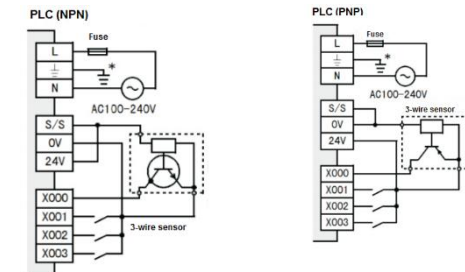 PLC (NPN)
Fuse
L
*
N
AC100-240V
S/S
0V
24V
X000
X001
X002
X003
3-wire sensor
PLC (PNP)
Fuse
L
*
N
AC100-240V
S/S
0V
24V
3-wire sensor
X000
X001
X002
X003